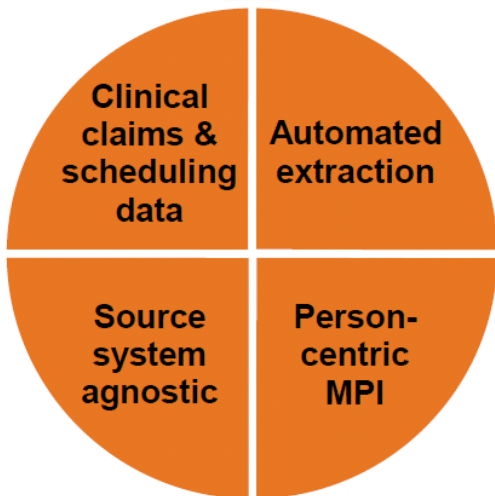 Clinical
claims &
scheduling
data
Automated
extraction
Source
system
agnostic
Person-
centric
MPI